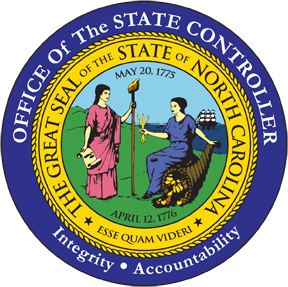 OFFICE Of The STATE CONTROLLER
THE GREAT SEAL OF THE STATE OF NORTH CAROLINA
MAY 20, 1775
APRIL 12, 1776
★ ESSE QUAM VIDERI ★
Integrity • Accountability